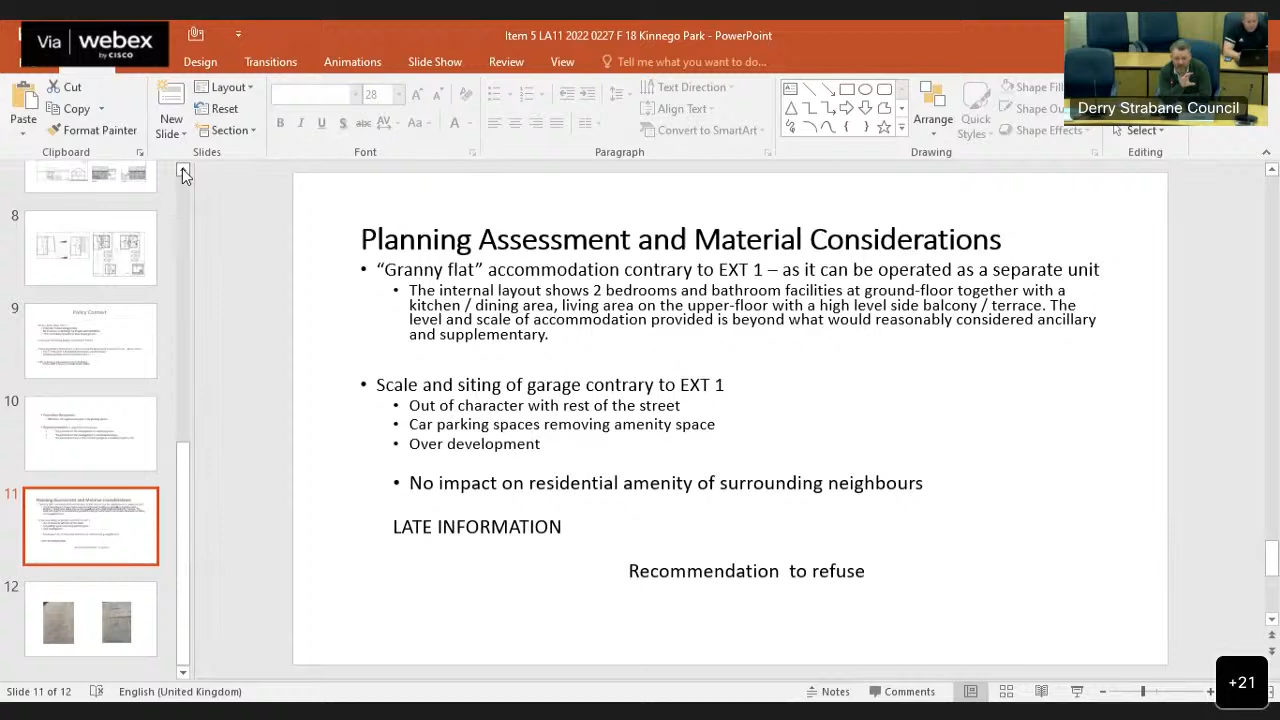 Via webex
by CISCO
Item 5 LA11 2022 0227 F 18 Kinnego Park - PowerPoint
Design Transitions Animations Slide Show Review View Tell me what you want to do...
Derry Strabane Council
Paste
Cut
Copy
Format Painter
Clipboard
New
Slide
Layout
Reset
Section
Slides
28
B I U S abc AV Aa A
Font
Text Direction
Align Text
Convert to SmartArt
Paragraph
Arrange
Quick
Styles
Shape Fill
Shape Ou
Shape Effects
Drawing
Select
Editing
8
9
10
11
12
Planning Assessment and Material Considerations
• “Granny flat” accommodation contrary to EXT 1 – as it can be operated as a separate unit
• The internal layout shows 2 bedrooms and bathroom facilities at ground-floor together with a
kitchen / dining area, living area on the upper-floor with a high level side balcony / terrace. The
level and scale of accommodation provided is beyond what would reasonably considered ancillary
and supplementary.
• Scale and siting of garage contrary to EXT 1
• Out of character with rest of the street
• Car parking spaces removing amenity space
• Over development
• No impact on residential amenity of surrounding neighbours
LATE INFORMATION
Recommendation to refuse
Slide 11 of 12 English (United Kingdom) Notes Comments
+21